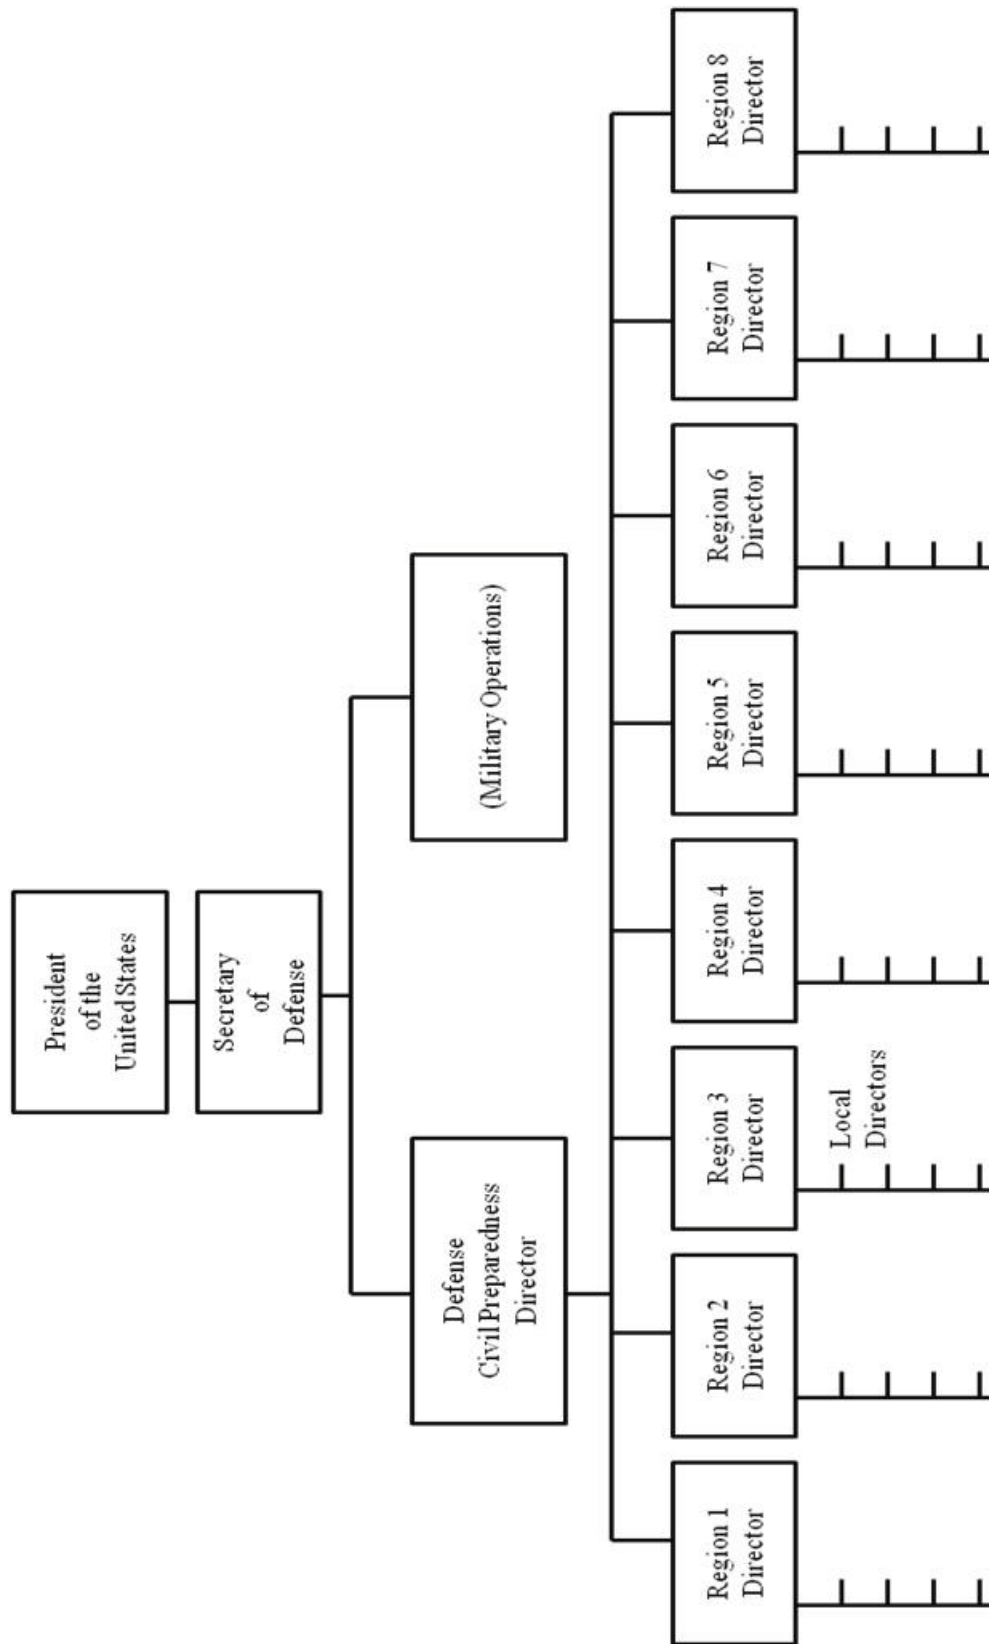 President
of the
United States
Secretary
of
Defense
Defense
Civil Preparedness
Director
(Military Operations)
Region 1
Director
Region 2
Director
Region 3
Director
Region 4
Director
Region 5
Director
Region 6
Director
Region 7
Director
Region 8
Director
Local
Directors